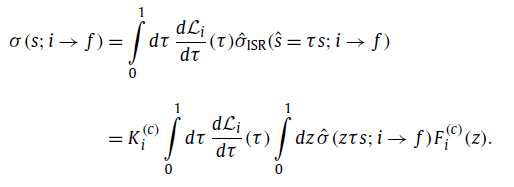 σ(s; i → f) = ∫₀¹ dτ dℒᵢ/dτ (τ) σ̂_ISR(ŝ = τs; i → f)
= Kᵢ⁽ᶜ⁾ ∫₀¹ dτ dℒᵢ/dτ (τ) ∫₀¹ dz σ̂(zτs; i → f) Fᵢ⁽ᶜ⁾(z).